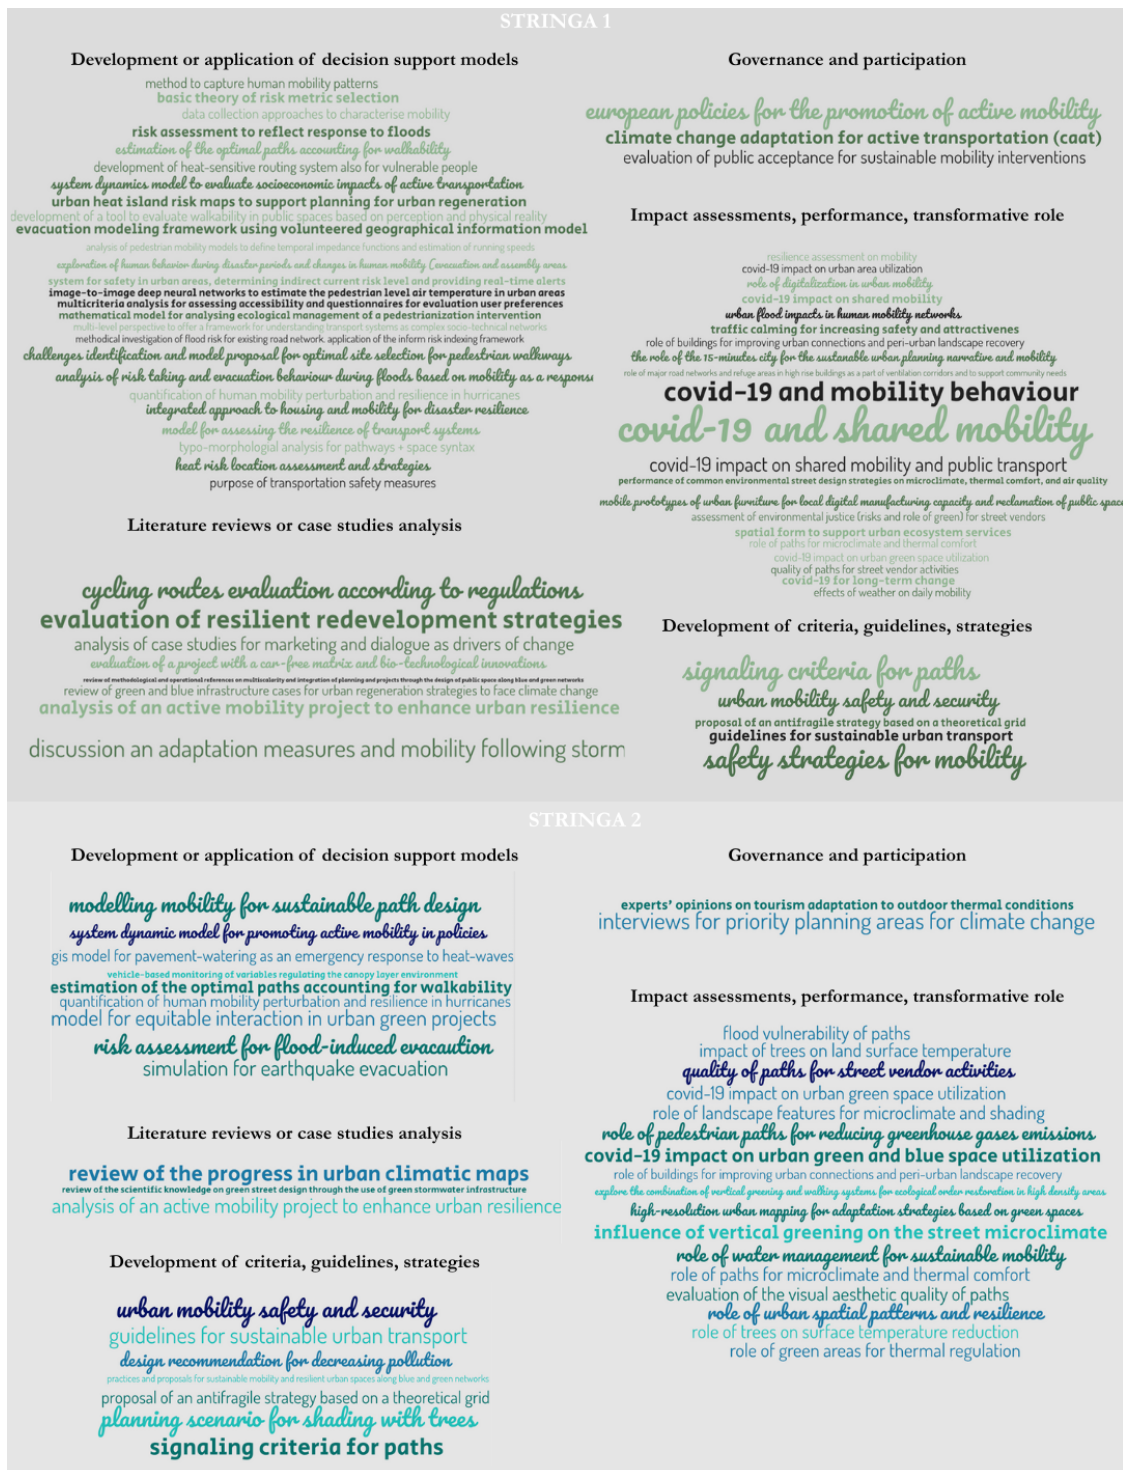 STRINGA 1
Development or application of decision support models
method to capture human mobility patterns
basic theory of risk metric selection
data collection approaches to characterise mobility
risk assessment to reflect response to floods
estimation of the optimal paths accounting for walkability
development of heat-sensitive routing system also for vulnerable people
system dynamics model to evaluate socioeconomic impacts of active transportation
urban heat island risk maps to support planning for urban regeneration
development of a tool to evaluate walkability in public spaces based on perception and physical reality
evacuation modeling framework using volunteered geographical information model
analysis of pedestrian mobility models to define temporal impedance functions and estimation of running speeds
exploration of human behavior during disaster periods and changes in human mobility (evacuation and assembly areas
system for safety in urban areas, determining indirect current risk level and providing real-time alerts
image-to-image deep neural networks to estimate the pedestrian level air temperature in urban areas
multicriteria analysis for assessing accessibility and questionnaires for evaluation user preferences
mathematical model for analysing ecological management of a pedestrianization intervention
multi-level perspective to offer a framework for understanding transport systems as complex socio-technical networks
methodical investigation of flood risk for existing road network. application of the inform risk indexing framework
challenges identification and model proposal for optimal site selection for pedestrian walkways
analysis of risk taking and evacuation behaviour during floods based on mobility as a respons
quantification of human mobility perturbation and resilience in hurricanes
integrated approach to housing and mobility for disaster resilience
model for assessing the resilience of transport systems
typo-morphologial analysis for pathways + space syntax
heat risk location assessment and strategies
purpose of transportation safety measures
Literature reviews or case studies analysis
cycling routes evaluation according to regulations
evaluation of resilient redevelopment strategies
analysis of case studies for marketing and dialogue as drivers of change
evaluation of a project with a car-free matrix and bio-technological innovations
review of methodological and operational references on multiscalarity and integration of planning and projects through the design of public space along blue and green networks
review of green and blue infrastructure cases for urban regeneration strategies to face climate change
analysis of an active mobility project to enhance urban resilience
discussion an adaptation measures and mobility following storm
Governance and participation
european policies for the promotion of active mobility
climate change adaptation for active transportation (caat)
evaluation of public acceptance for sustainable mobility interventions
Impact assessments, performance, transformative role
resilience assessment on mobility
covid-19 impact on urban area utilization
role of digitalization in urban mobility
covid-19 impact on shared mobility
urban flood impacts in human mobility networks
traffic calming for increasing safety and attractivenes
role of buildings for improving urban connections and peri-urban landscape recovery
the role of the 15-minutes city for the sustanable urban planning narrative and mobility
role of major road networks and refuge areas in high rise buildings as a part of ventilation corridors and to support community needs
covid-19 and mobility behaviour
covid-19 and shared mobility
covid-19 impact on shared mobility and public transport
performance of common environmental street design strategies on microclimate, thermal comfort, and air quality
mobile prototypes of urban furniture for local digital manufacturing capacity and reclamation of public space
assessment of environmental justice (risks and role of green) for street vendors
spatial form to support urban ecosystem services
role of paths for microclimate and thermal comfort
covid-19 impact on urban green space utilization
quality of paths for street vendor activities
covid-19 for long-term change
effects of weather on daily mobility
Development of criteria, guidelines, strategies
signaling criteria for paths
urban mobility safety and security
proposal of an antifragile strategy based on a theoretical grid
guidelines for sustainable urban transport
safety strategies for mobility
STRINGA 2
Development or application of decision support models
modelling mobility for sustainable path design
system dynamic model for promoting active mobility in policies
gis model for pavement-watering as an emergency response to heat-waves
vehicle-based monitoring of variables regulating the canopy layer environment
estimation of the optimal paths accounting for walkability
quantification of human mobility perturbation and resilience in hurricanes
model for equitable interaction in urban green projects
risk assessment for flood-induced evacaution
simulation for earthquake evacuation
Literature reviews or case studies analysis
review of the progress in urban climatic maps
review of the scientific knowledge on green street design through the use of green stormwater infrastructure
analysis of an active mobility project to enhance urban resilience
Development of criteria, guidelines, strategies
urban mobility safety and security
guidelines for sustainable urban transport
design recommendation for decreasing pollution
practices and proposals for sustainable mobility and resilient urban spaces along blue and green networks
proposal of an antifragile strategy based on a theoretical grid
planning scenario for shading with trees
signaling criteria for paths
Governance and participation
experts' opinions on tourism adaptation to outdoor thermal conditions
interviews for priority planning areas for climate change
Impact assessments, performance, transformative role
flood vulnerability of paths
impact of trees on land surface temperature
quality of paths for street vendor activities
covid-19 impact on urban green space utilization
role of landscape features for microclimate and shading
role of pedestrian paths for reducing greenhouse gases emissions
covid-19 impact on urban green and blue space utilization
role of buildings for improving urban connections and peri-urban landscape recovery
explore the combination of vertical greening and walking systems for ecological order restoration in high density areas
high-resolution urban mapping for adaptation strategies based on green spaces
influence of vertical greening on the street microclimate
role of water management for sustainable mobility
role of paths for microclimate and thermal comfort
evaluation of the visual aesthetic quality of paths
role of urban spatial patterns and resilience
role of trees on surface temperature reduction
role of green areas for thermal regulation